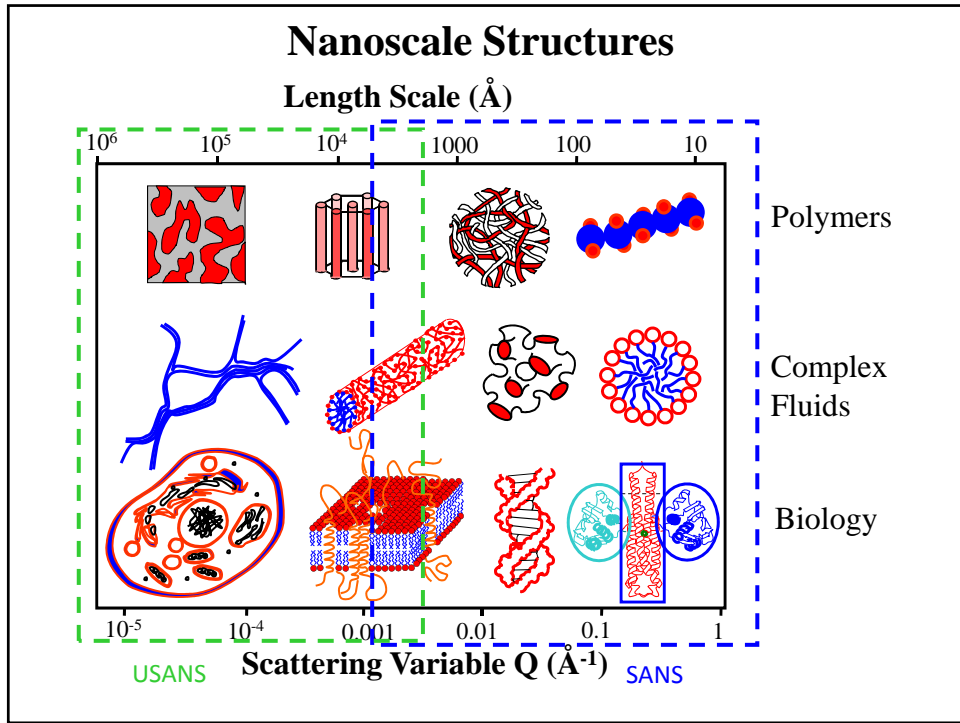 Nanoscale Structures
Length Scale (Å)
10⁶ 10⁵ 10⁴ 1000 100 10
Polymers
Complex
Fluids
Biology
10⁻⁵ 10⁻⁴ 0.001 0.01 0.1 1
USANS Scattering Variable Q (Å⁻¹) SANS